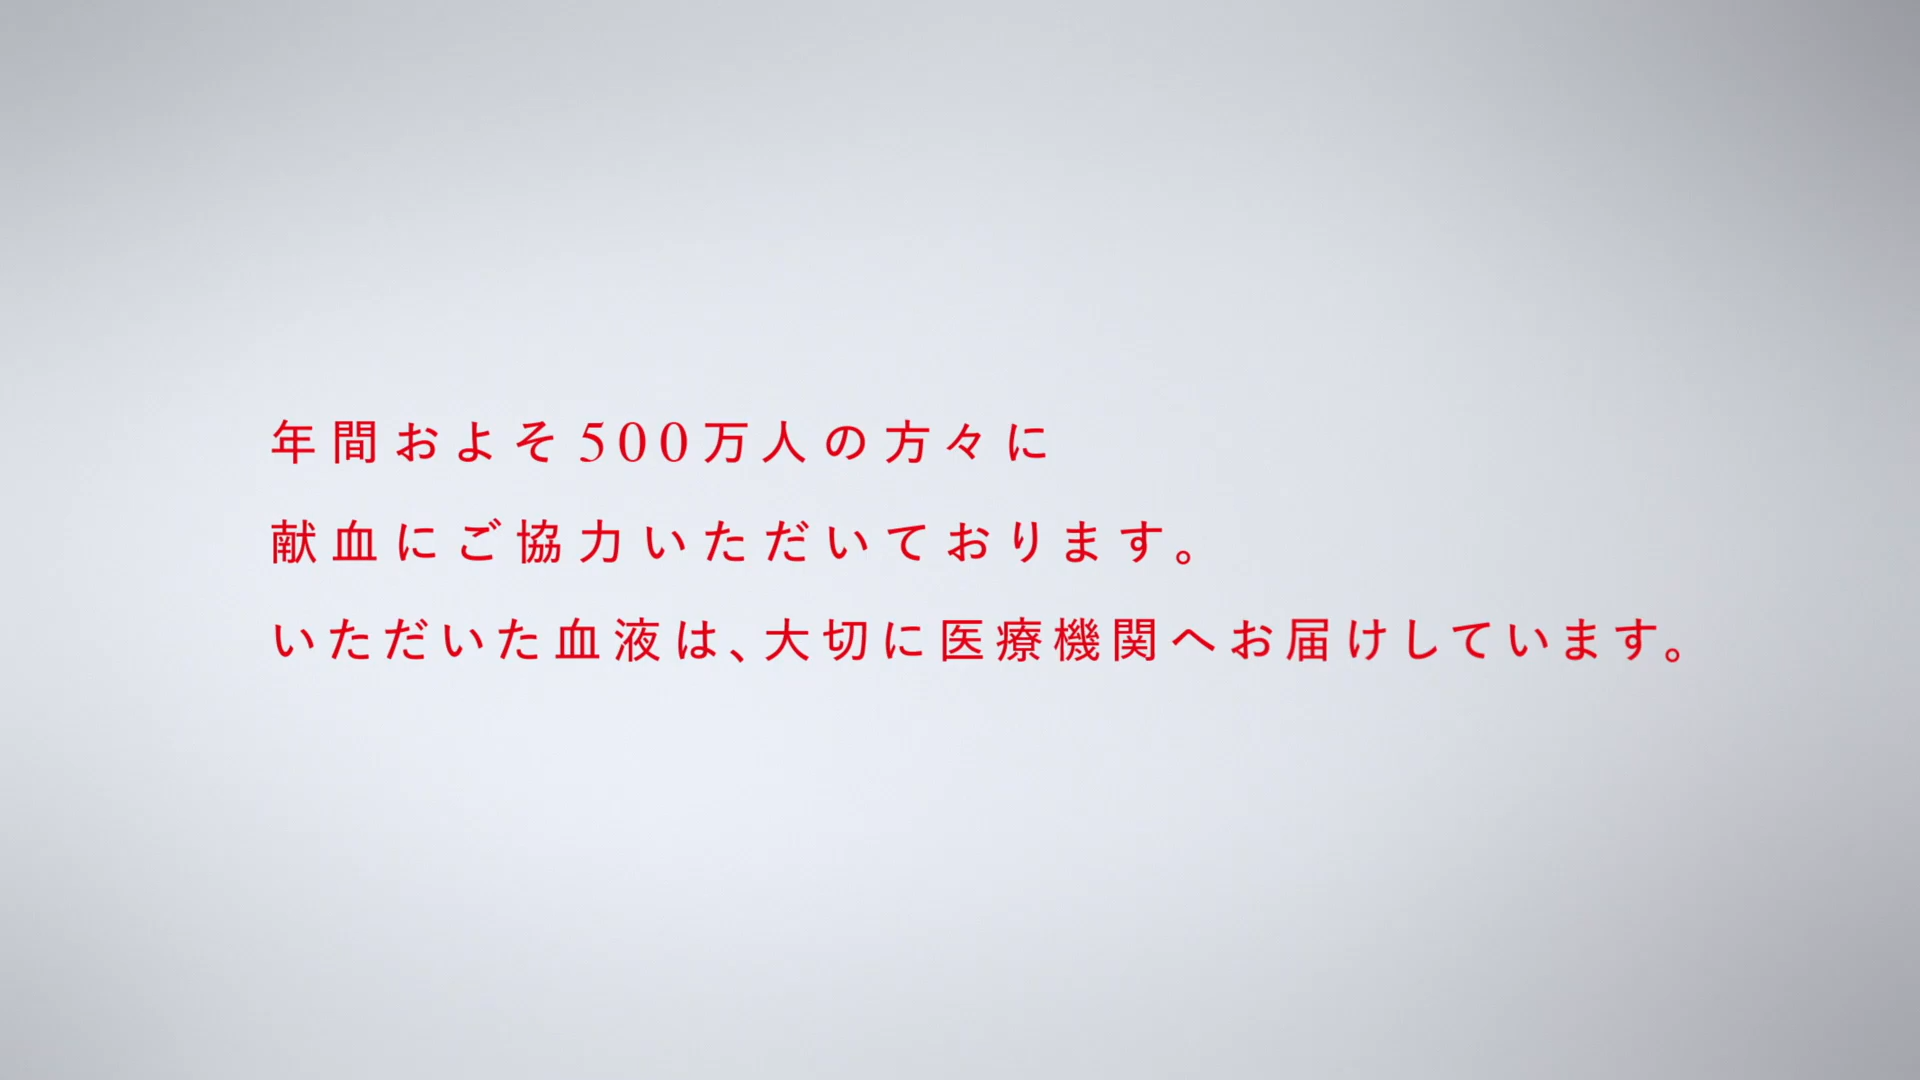 年間およそ500万人の方々に
献血にご協力いただいております。
いただいた血液は、大切に医療機関へお届けしています。